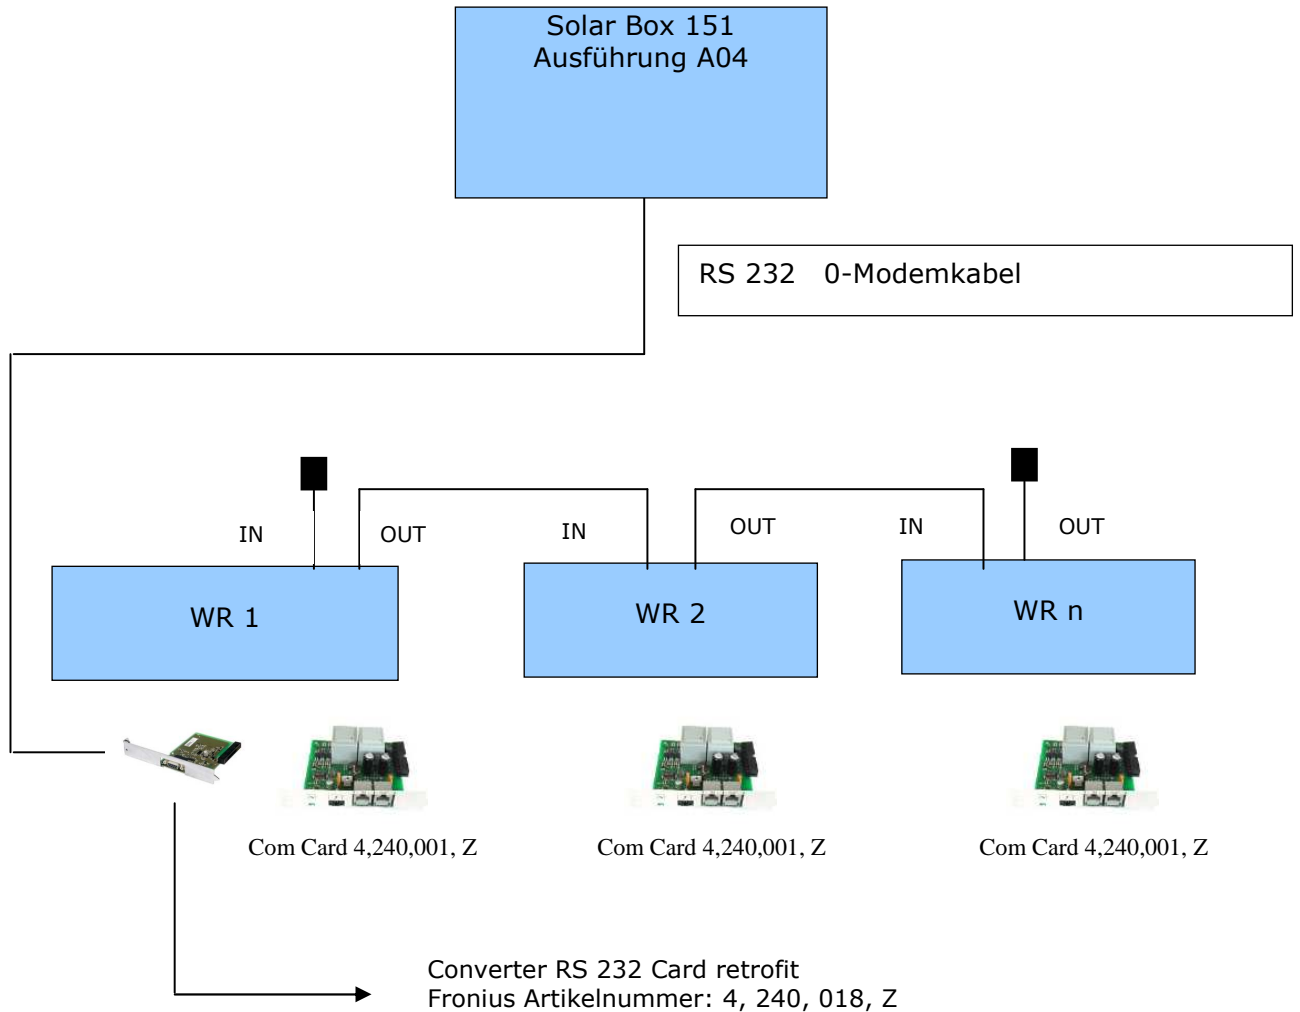 Solar Box 151
Ausführung A04
RS 232   0-Modemkabel
IN
OUT
IN
OUT
IN
OUT
WR 1
WR 2
WR n
Com Card 4,240,001, Z
Com Card 4,240,001, Z
Com Card 4,240,001, Z
Converter RS 232 Card retrofit
Fronius Artikelnummer: 4, 240, 018, Z